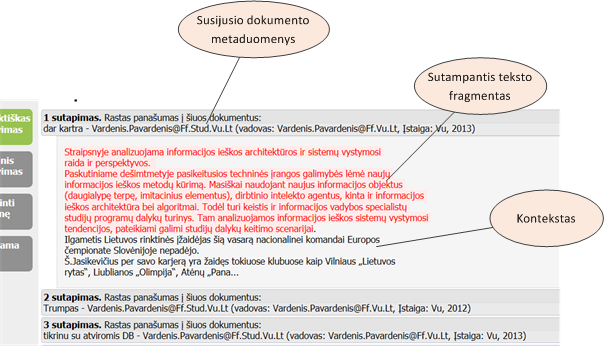 Susijusio dokumento
metaduomenys
Sutampantis teksto
fragmentas
Kontekstas
ktiškas
vimas
nis
vimas
inti
nę
ama
1 sutapimas. Rastas panašumas į šiuos dokumentus:
dar kartra - Vardenis.Pavardenis@Ff.Stud.Vu.Lt (vadovas: Vardenis.Pavardenis@Ff.Vu.Lt, Įstaiga: Vu, 2013)
Straipsnyje analizuojama informacijos ieškos architektūros ir sistemų vystymosi
raida ir perspektyvos.
Paskutiniame dešimtmetyje pasikeitusios techninės įrangos galimybės lėmė naujų
informacijos ieškos metodų kūrimą. Masiškai naudojant naujus informacijos objektus
(daugialypę terpę, imitacinius elementus), dirbtinio intelekto agentus, kinta ir informacijos
ieškos architektūra bei algoritmai. Todėl turi keistis ir informacijos vadybos specialistų
studijų programų dalykų turinys. Tam analizuojamos informacijos ieškos sistemų vystymosi
tendencijos, pateikiami galimi studijų dalykų keitimo scenarijai.
Ilgametis Lietuvos rinktinės įžaidėjas šią vasarą nacionalinei komandai Europos
čempionate Slovėnijoje nepadėjo.
Š.Jasikevičius per savo karjerą yra žaidęs tokiuose klubuose kaip Vilniaus „Lietuvos
rytas“, Liublianos „Olimpija“, Atėnų „Pana...
2 sutapimas. Rastas panašumas į šiuos dokumentus:
Trumpas - Vardenis.Pavardenis@Ff.Stud.Vu.Lt (vadovas: Vardenis.Pavardenis@Ff.Vu.Lt, Įstaiga: Vu, 2012)
3 sutapimas. Rastas panašumas į šiuos dokumentus:
tikrinu su atviromis DB - Vardenis.Pavardenis@Ff.Stud.Vu.Lt (vadovas: Vardenis.Pavardenis@Ff.Vu.Lt, Įstaiga: Vu, 2013)